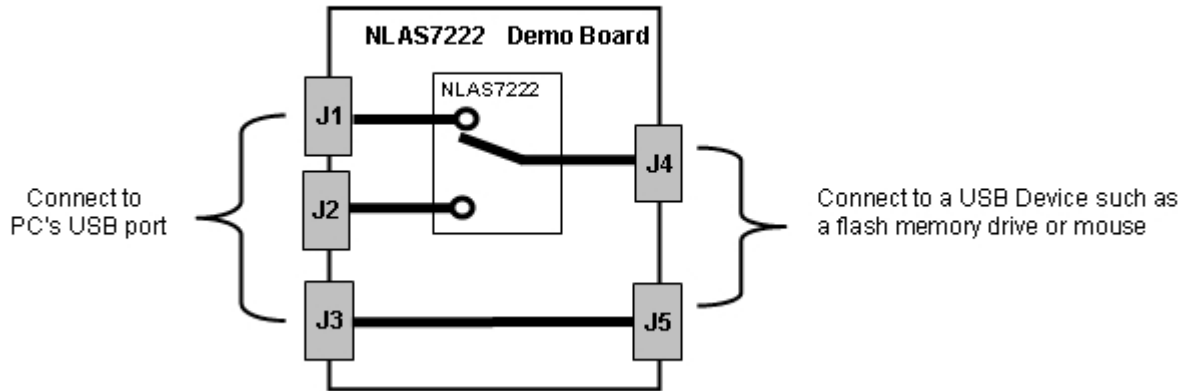 NLAS7222 Demo Board
NLAS7222
J1
J2
J3
J4
J5
Connect to
PC's USB port
Connect to a USB Device such as
a flash memory drive or mouse